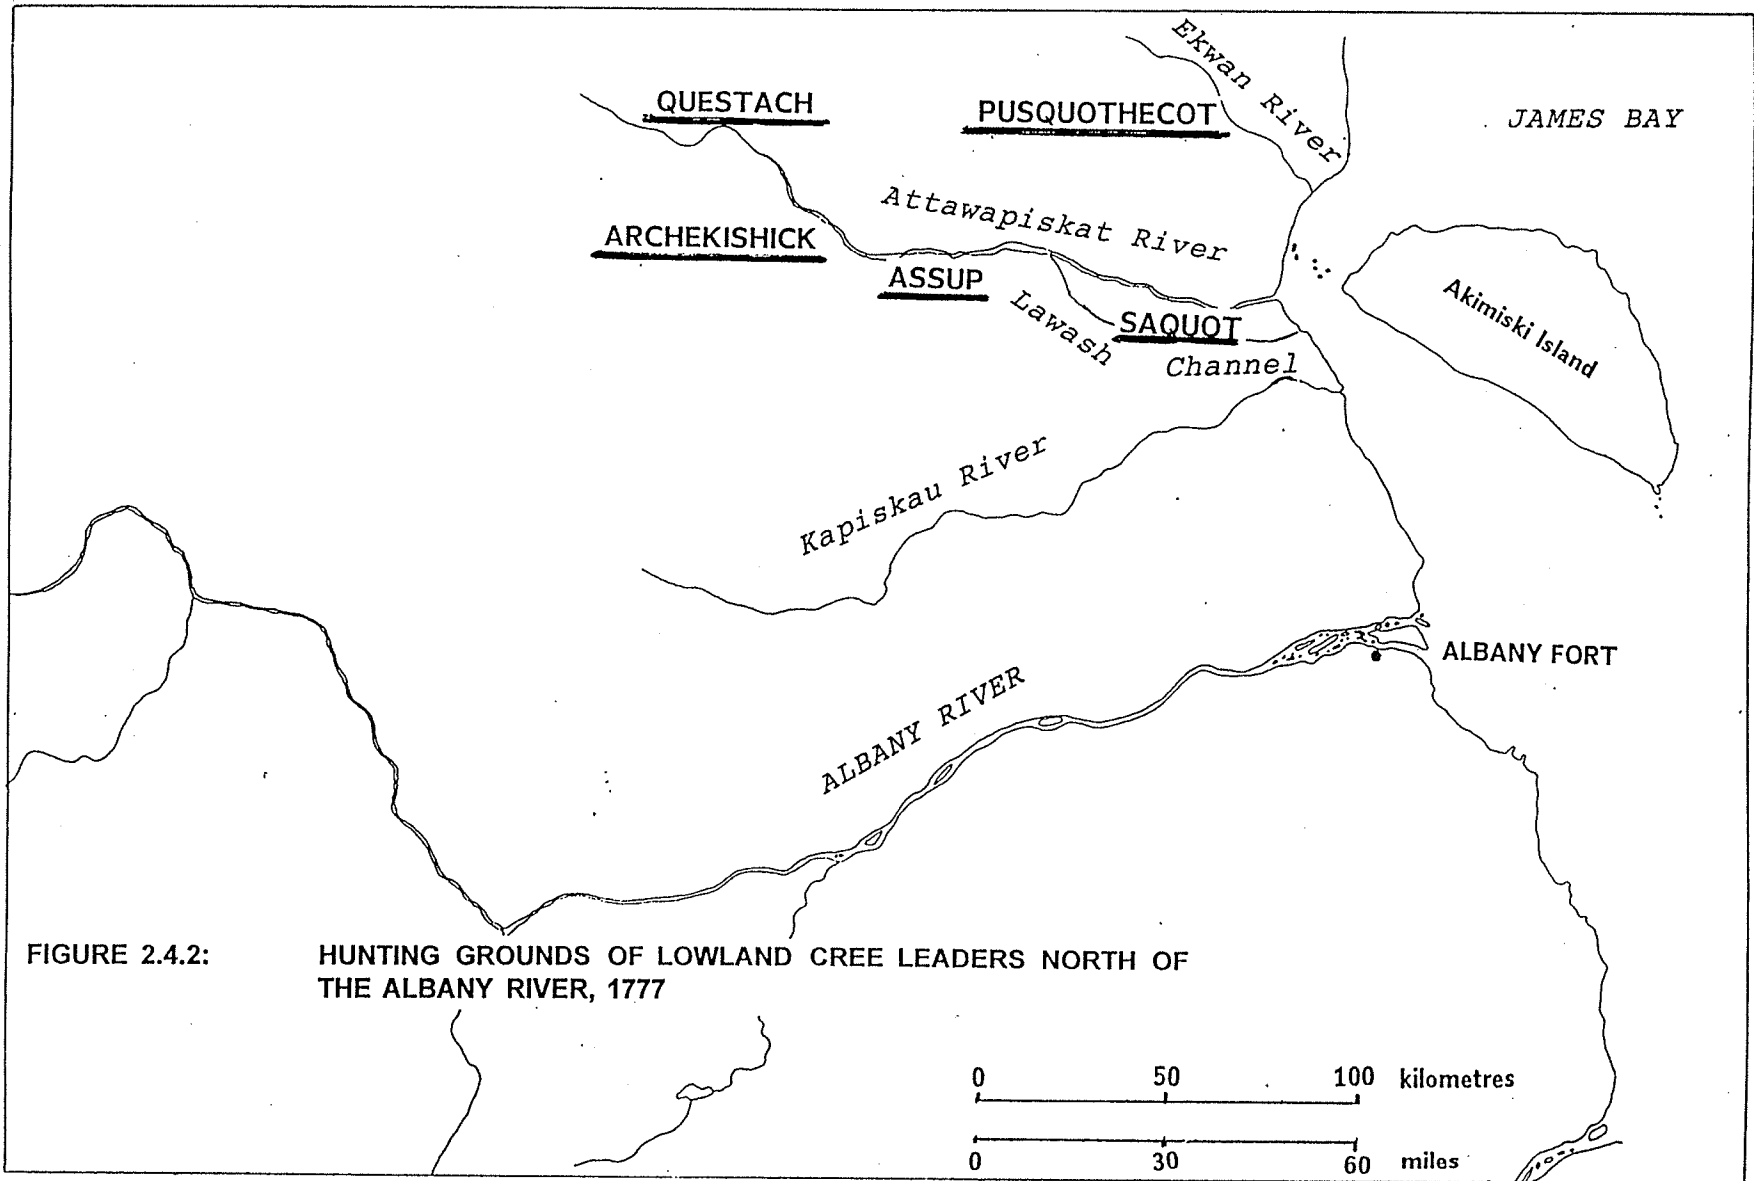 Ekwan River
QUESTACH
PUSQUOTHECOT
JAMES BAY
Attawapiskat River
ARCHEKISHICK
ASSUP
Lawash Channel
SAQUOT
Akimiski Island
Kapiskau River
ALBANY FORT
ALBANY RIVER
FIGURE 2.4.2: HUNTING GROUNDS OF LOWLAND CREE LEADERS NORTH OF
THE ALBANY RIVER, 1777
0 50 100 kilometres
0 30 60 miles